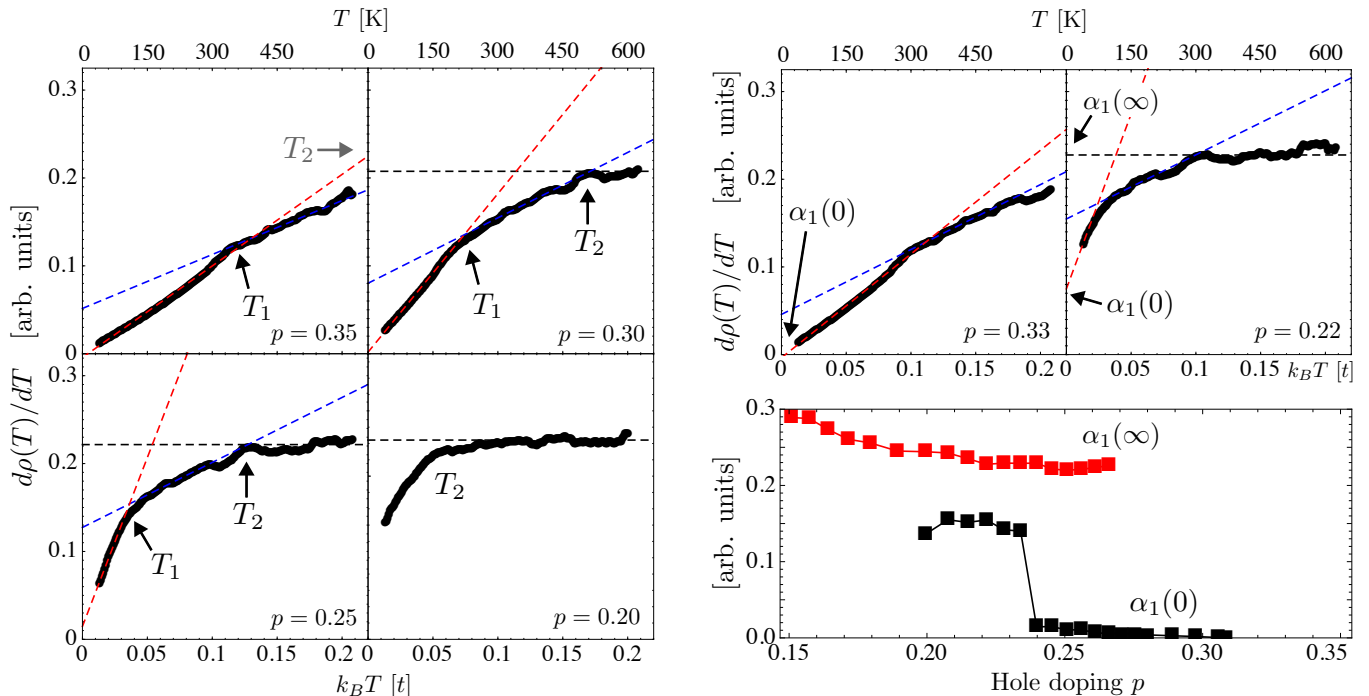 T [K]
0 150 300 450 0 150 300 450 600
0.3
0.2
0.1
0
[arb. units]
T₂
T₁
p = 0.35
T₁
T₂
p = 0.30
0.3
0.2
0.1
0
dρ(T)/dT
T₁
T₂
p = 0.25
T₂
p = 0.20
0 0.05 0.1 0.15 0 0.05 0.1 0.15 0.2
k_BT [t]
T [K]
0 150 300 450 0 150 300 450 600
0.3
0.2
0.1
0
dρ(T)/dT [arb. units]
α₁(0)
p = 0.33
α₁(∞)
α₁(0)
p = 0.22
0 0.05 0.1 0.15 0.2 0.05 0.1 0.15 k_BT [t]
0.3
0.2
0.1
0.0
[arb. units]
α₁(∞)
α₁(0)
0.15 0.20 0.25 0.30 0.35
Hole doping p